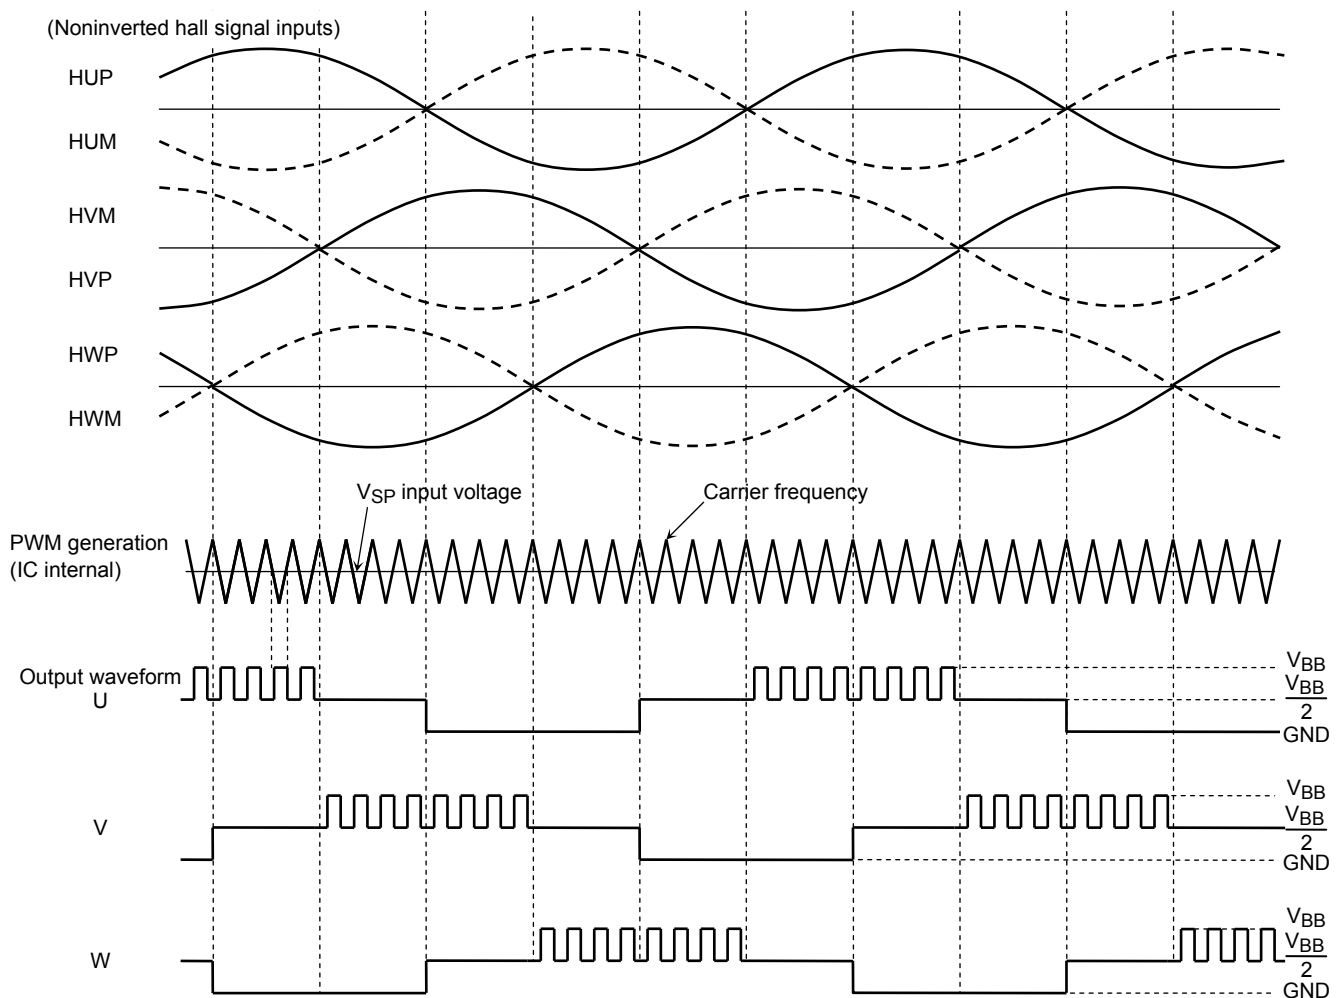 (Noninverted hall signal inputs)
HUP
HUM
HVM
HVP
HWP
HWM
VSP input voltage
Carrier frequency
PWM generation
(IC internal)
Output waveform
U
VBB
VBB
2
GND
V
VBB
VBB
2
GND
W
VBB
VBB
2
GND